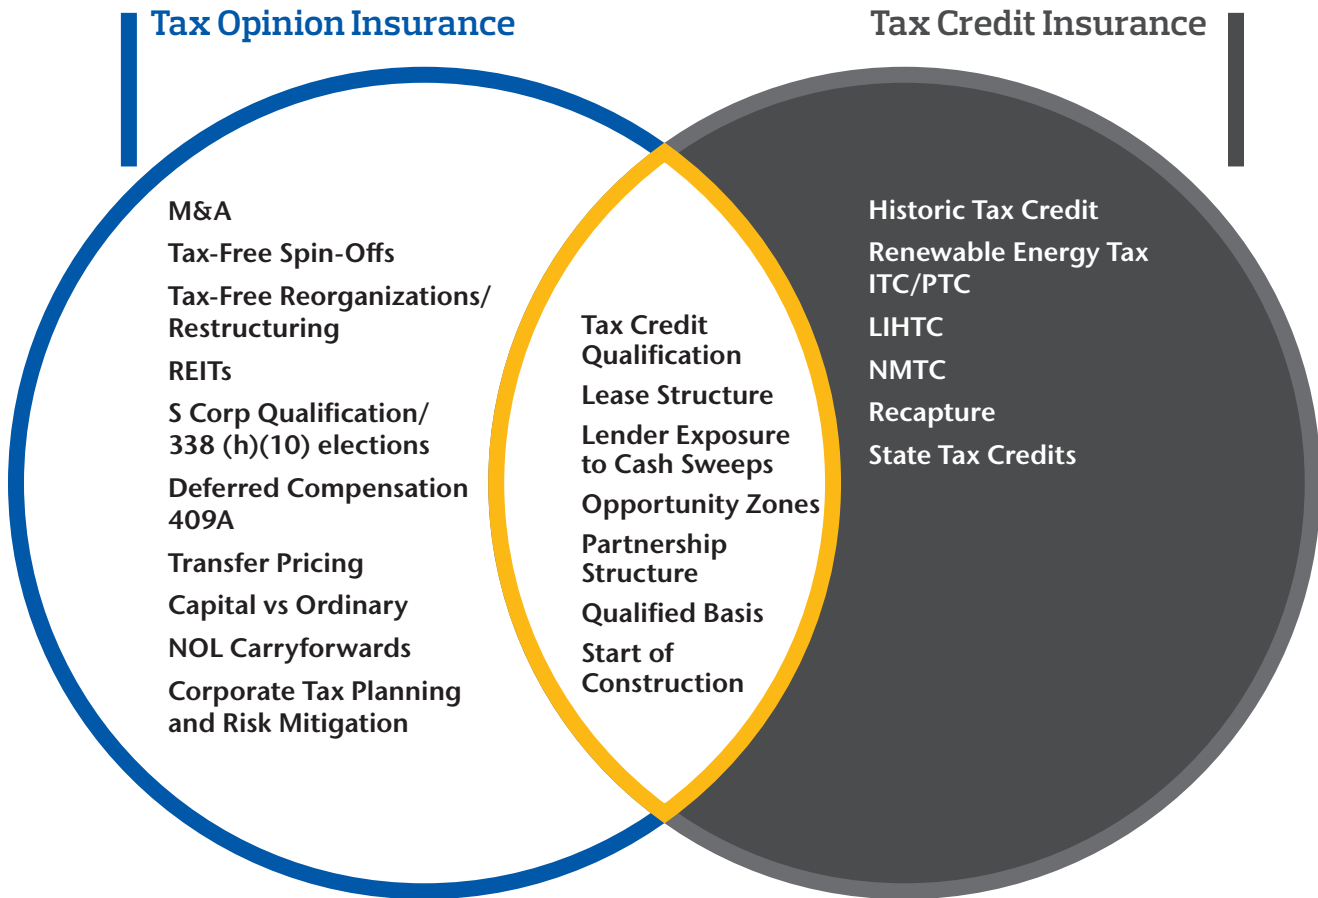 Tax Opinion Insurance
Tax Credit Insurance
M&A
Tax-Free Spin-Offs
Tax-Free Reorganizations/
Restructuring
REITs
S Corp Qualification/
338 (h)(10) elections
Deferred Compensation
409A
Transfer Pricing
Capital vs Ordinary
NOL Carryforwards
Corporate Tax Planning
and Risk Mitigation
Tax Credit
Qualification
Lease Structure
Lender Exposure
to Cash Sweeps
Opportunity Zones
Partnership
Structure
Qualified Basis
Start of
Construction
Historic Tax Credit
Renewable Energy Tax
ITC/PTC
LIHTC
NMTC
Recapture
State Tax Credits